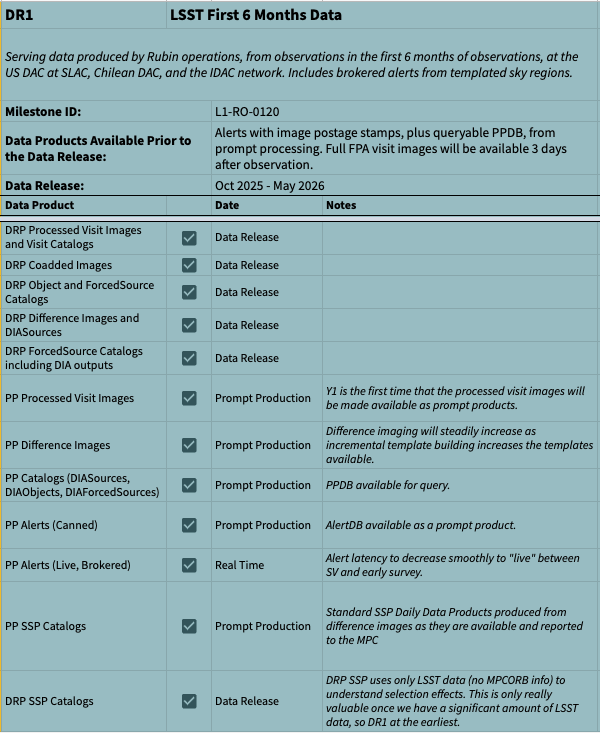 DR1 LSST First 6 Months Data
Serving data produced by Rubin operations, from observations in the first 6 months of observations, at the
US DAC at SLAC, Chilean DAC, and the IDAC network. Includes brokered alerts from templated sky regions.
Milestone ID: L1-RO-0120
Data Products Available Prior to
the Data Release:
Alerts with image postage stamps, plus queryable PPDB, from
prompt processing. Full FPA visit images will be available 3 days
after observation.
Data Release: Oct 2025 - May 2026
Data Product Date Notes
DRP Processed Visit Images
and Visit Catalogs
Data Release
DRP Coadded Images Data Release
DRP Object and ForcedSource
Catalogs
Data Release
DRP Difference Images and
DIASources
Data Release
DRP ForcedSource Catalogs
including DIA outputs
Data Release
PP Processed Visit Images Prompt Production
Y1 is the first time that the processed visit images will
be made available as prompt products.
PP Difference Images Prompt Production
Difference imaging will steadily increase as
incremental template building increases the templates
available.
PP Catalogs (DIASources,
DIAObjects, DIAForcedSources)
Prompt Production PPDB available for query.
PP Alerts (Canned) Prompt Production AlertDB available as a prompt product.
PP Alerts (Live, Brokered) Real Time
Alert latency to decrease smoothly to "live" between
SV and early survey.
PP SSP Catalogs Prompt Production
Standard SSP Daily Data Products produced from
difference images as they are available and reported
to the MPC
DRP SSP Catalogs Data Release
DRP SSP uses only LSST data (no MPCORB info) to
understand selection effects. This is only really
valuable once we have a significant amount of LSST
data, so DR1 at the earliest.